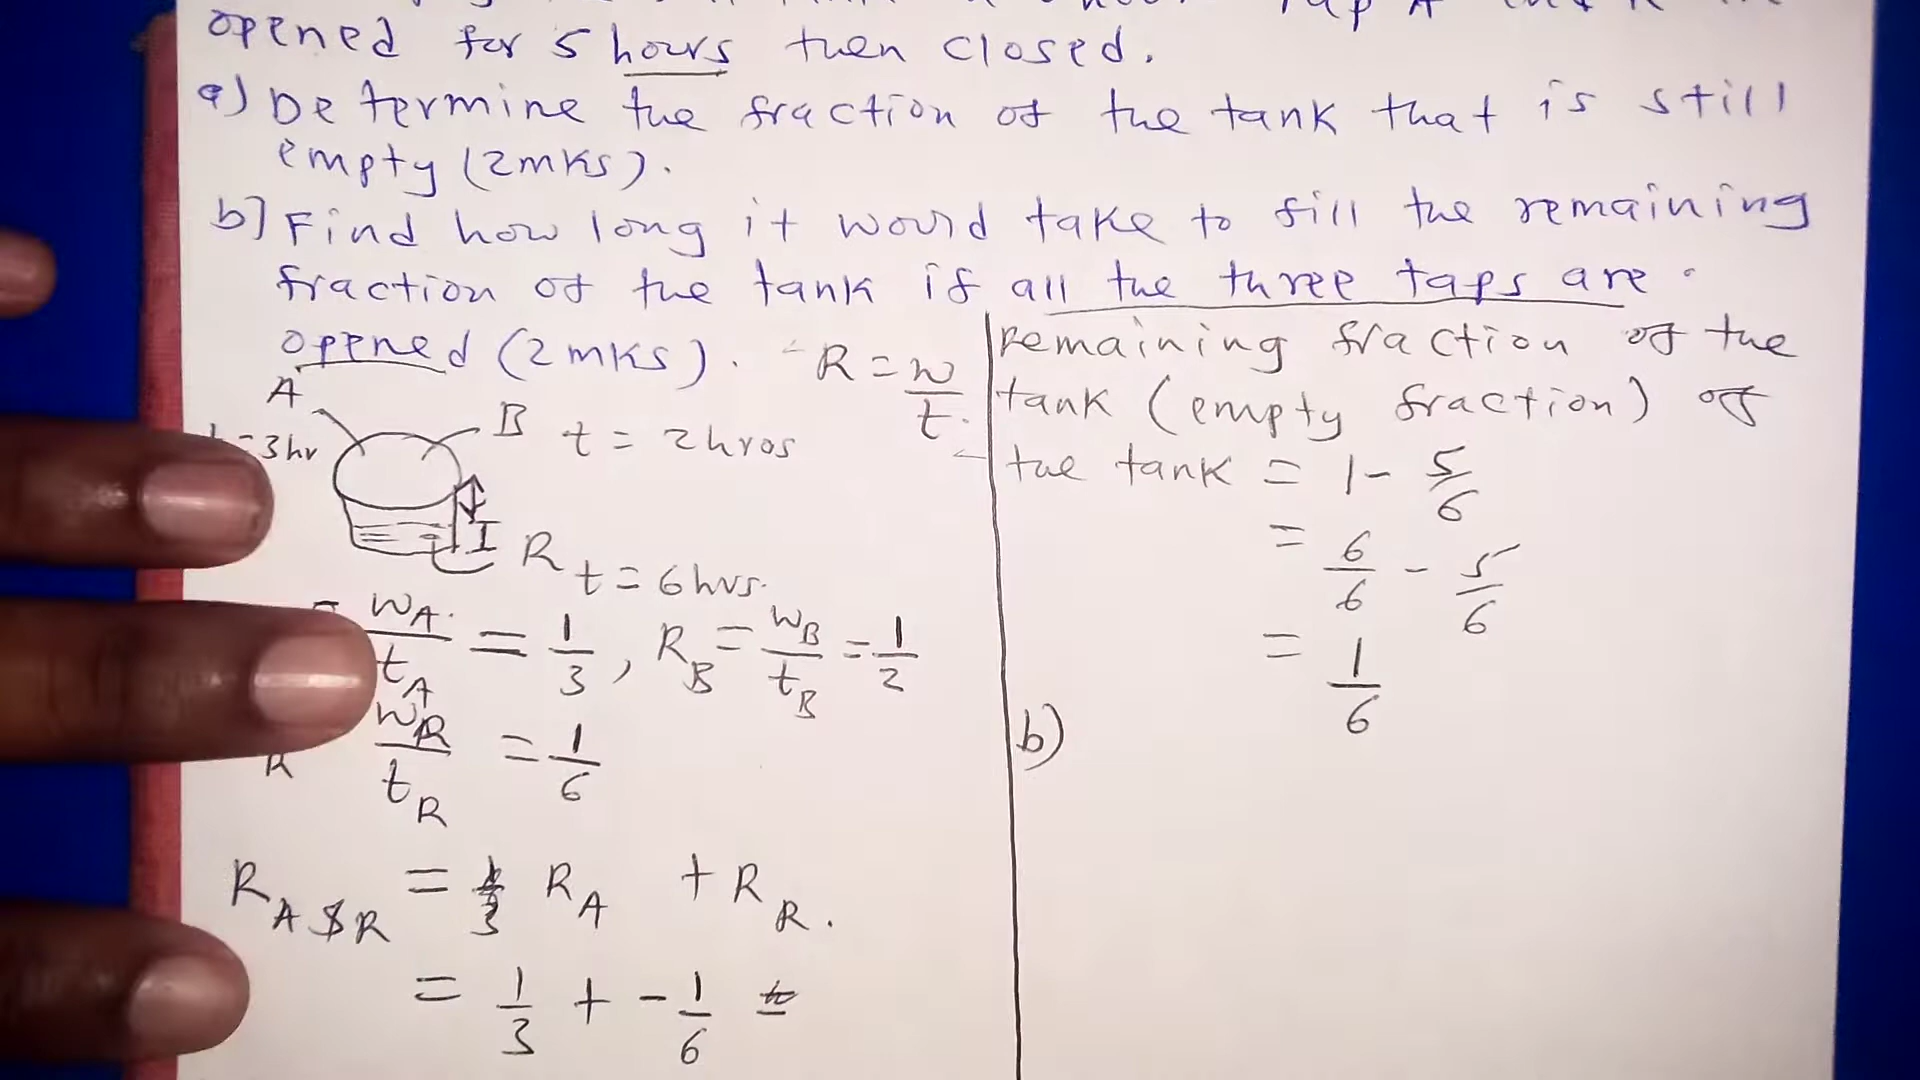 opened for 5 hours then closed.
a) Determine the fraction of the tank that is still
empty (2mks).
b] Find how long it would take to fill the remaining
fraction of the tank if all the three taps are
opened (2mks). R = w/t
A
B t = 2hros
3hr
R t = 6hrs.
wA/tA = 1/3, RB = wB/tB = 1/2
R wR/tR = 1/6
RA$R = RA + RR.
= 1/3 + - 1/6
remaining fraction of the
tank (empty fraction) of
the tank = 1 - 5/6
= 6/6 - 5/6
= 1/6
b)